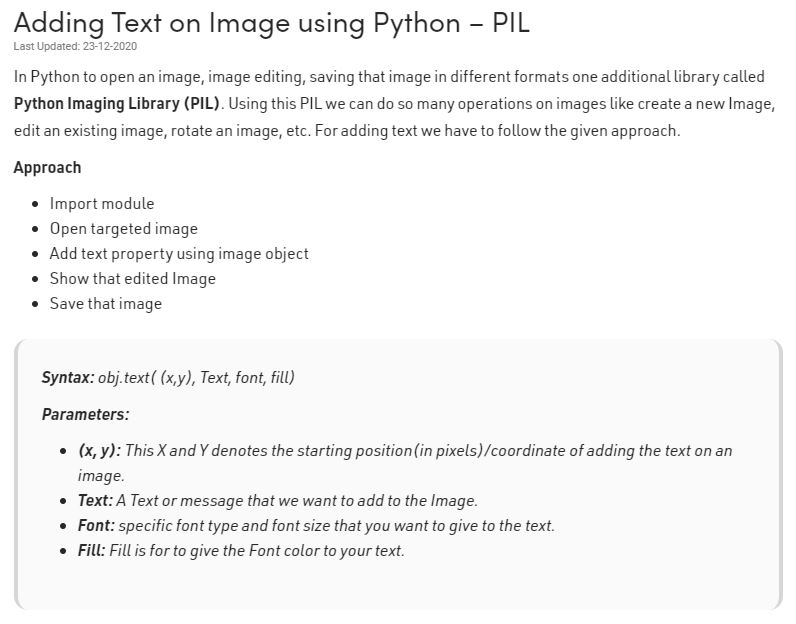 Adding Text on Image using Python – PIL
Last Updated: 23-12-2020
In Python to open an image, image editing, saving that image in different formats one additional library called
Python Imaging Library (PIL). Using this PIL we can do so many operations on images like create a new Image,
edit an existing image, rotate an image, etc. For adding text we have to follow the given approach.
Approach
• Import module
• Open targeted image
• Add text property using image object
• Show that edited Image
• Save that image
Syntax: obj.text( (x,y), Text, font, fill)
Parameters:
• (x, y): This X and Y denotes the starting position(in pixels)/coordinate of adding the text on an
image.
• Text: A Text or message that we want to add to the Image.
• Font: specific font type and font size that you want to give to the text.
• Fill: Fill is for to give the Font color to your text.